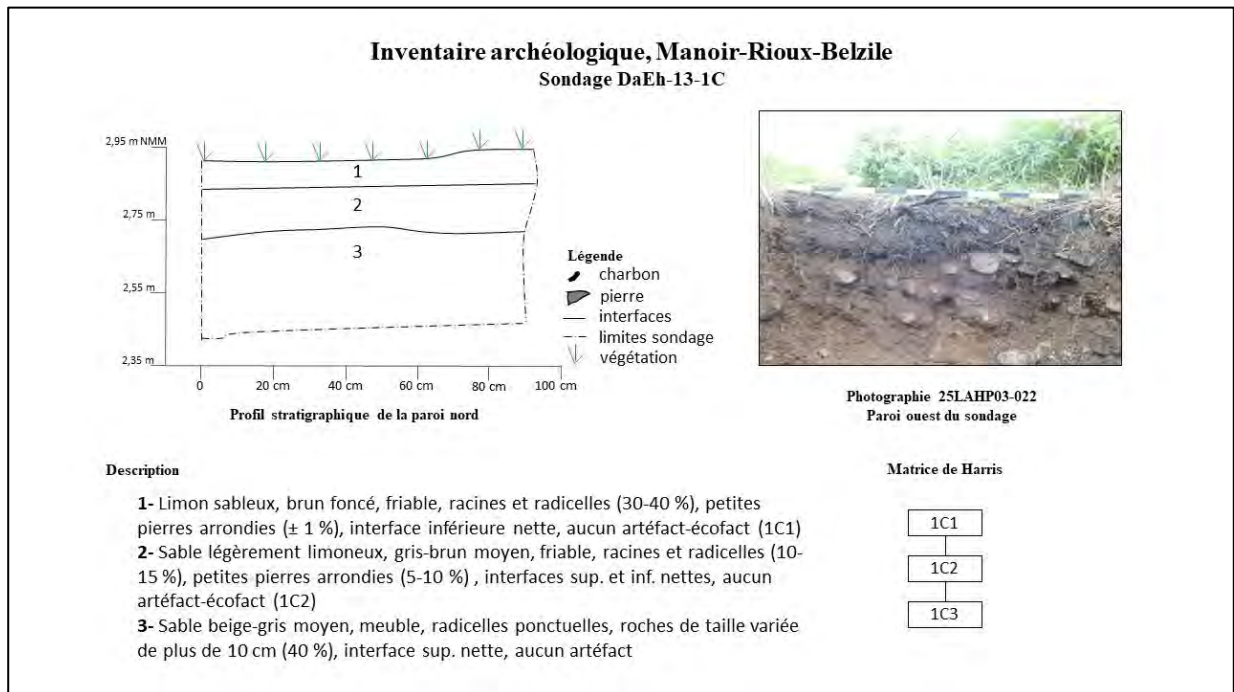 Inventaire archéologique, Manoir-Rioux-Belzile
Sondage DaEh-13-1C
2,95 m NMM
2,75 m
2,55 m
2,35 m
1
2
3
0
20 cm
40 cm
60 cm
80 cm
100 cm
Profil stratigraphique de la paroi nord
Légende
charbon
pierre
interfaces
limites sondage
végétation
Photographie 25LAHP03-022
Paroi ouest du sondage
Description
1- Limon sableux, brun foncé, friable, racines et radicelles (30-40 %), petites
pierres arrondies (± 1 %), interface inférieure nette, aucun artéfact-écofact (1C1)
2- Sable légèrement limoneux, gris-brun moyen, friable, racines et radicelles (10-
15 %), petites pierres arrondies (5-10 %) , interfaces sup. et inf. nettes, aucun
artéfact-écofact (1C2)
3- Sable beige-gris moyen, meuble, radicelles ponctuelles, roches de taille variée
de plus de 10 cm (40 %), interface sup. nette, aucun artéfact
Matrice de Harris
1C1
1C2
1C3